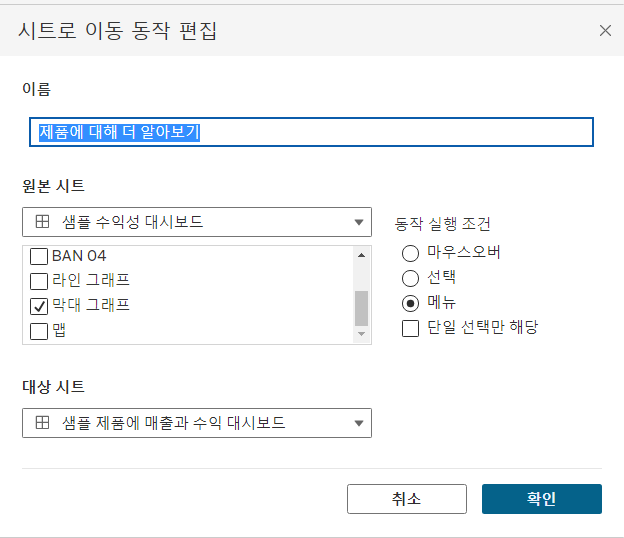 시트로 이동 동작 편집
이름
제품에 대해 더 알아보기
원본 시트
샘플 수익성 대시보드
BAN 04
라인 그래프
막대 그래프
맵
동작 실행 조건
마우스오버
선택
메뉴
단일 선택만 해당
대상 시트
샘플 제품에 매출과 수익 대시보드
취소
확인